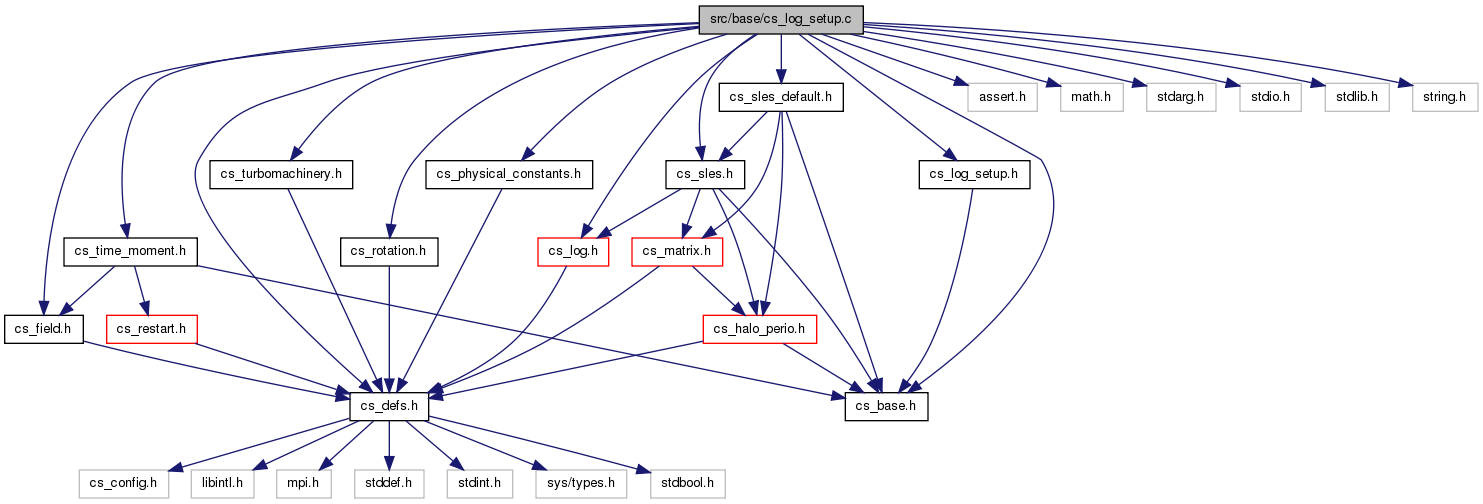 src/base/cs_log_setup.c
cs_sles_default.h
assert.h
math.h
stdarg.h
stdio.h
stdlib.h
string.h
cs_turbomachinery.h
cs_physical_constants.h
cs_sles.h
cs_log_setup.h
cs_time_moment.h
cs_rotation.h
cs_log.h
cs_matrix.h
cs_field.h
cs_restart.h
cs_halo_perio.h
cs_defs.h
cs_base.h
cs_config.h
libintl.h
mpi.h
stddef.h
stdint.h
sys/types.h
stdbool.h